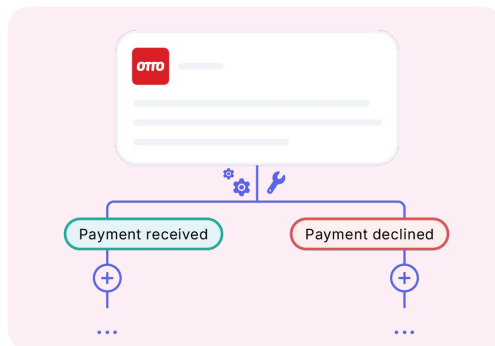 OTTO
Payment received
Payment declined
...
...